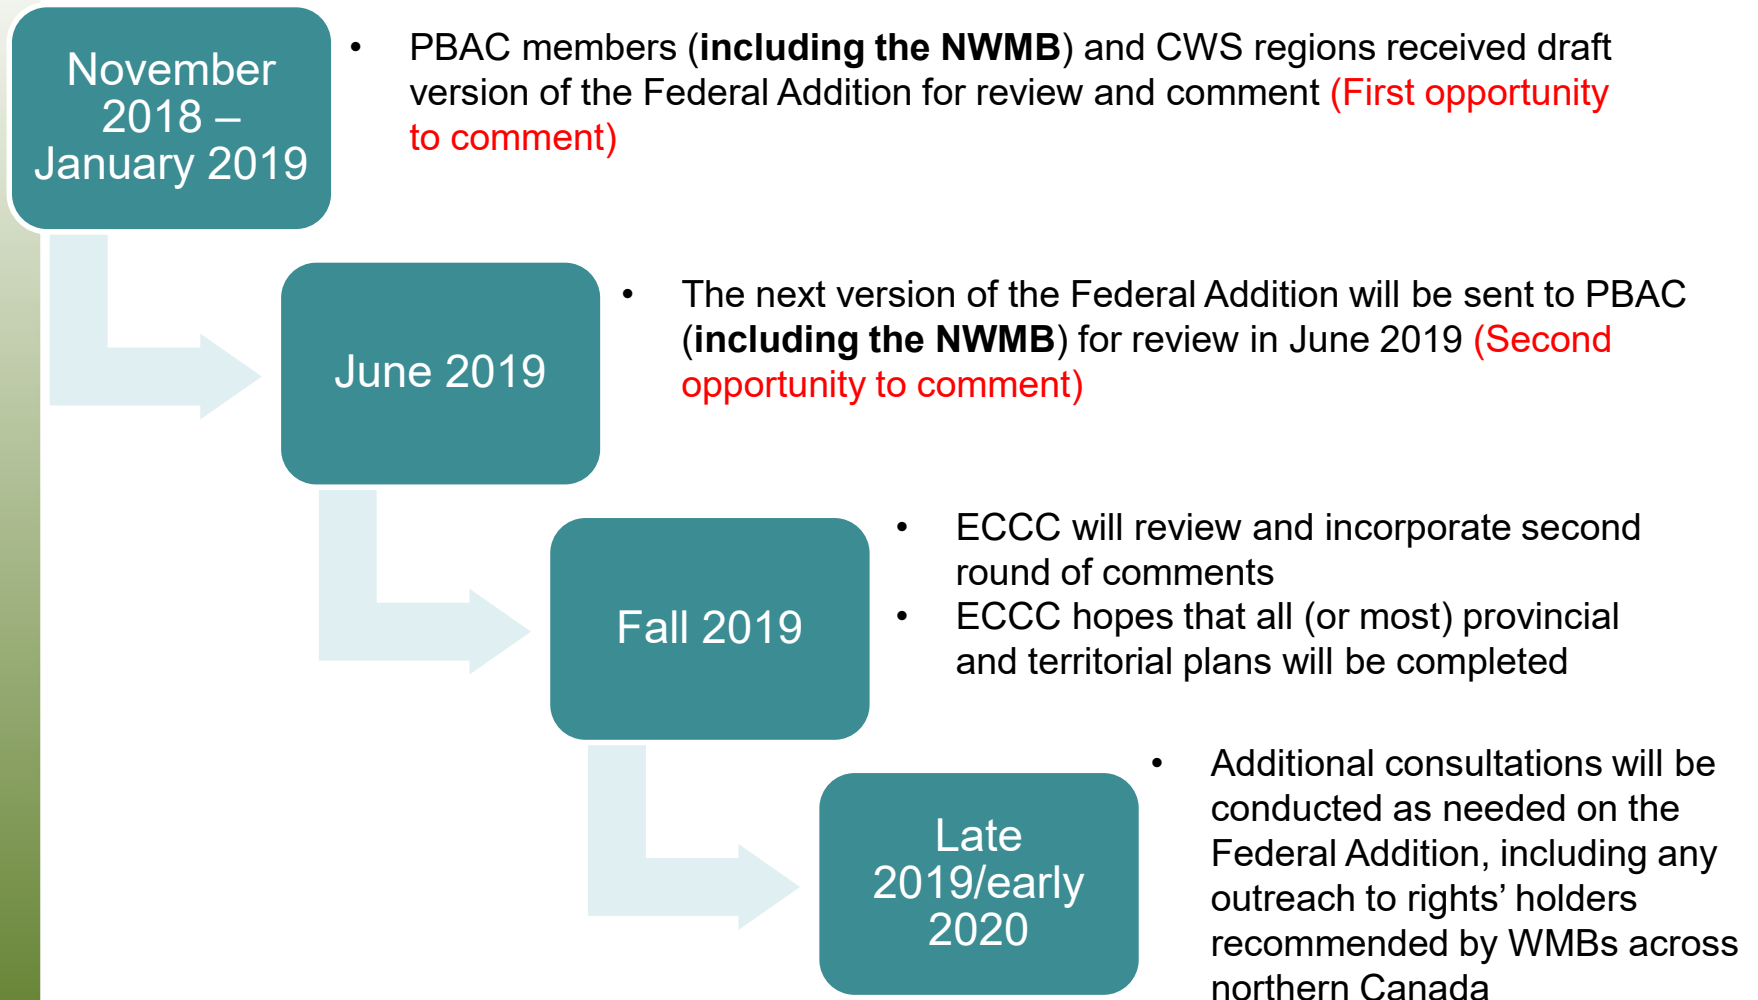 November
2018 –
January 2019
• PBAC members (including the NWMB) and CWS regions received draft
version of the Federal Addition for review and comment (First opportunity
to comment)
June 2019
• The next version of the Federal Addition will be sent to PBAC
(including the NWMB) for review in June 2019 (Second
opportunity to comment)
Fall 2019
• ECCC will review and incorporate second
round of comments
• ECCC hopes that all (or most) provincial
and territorial plans will be completed
Late
2019/early
2020
• Additional consultations will be
conducted as needed on the
Federal Addition, including any
outreach to rights’ holders
recommended by WMBs across
northern Canada